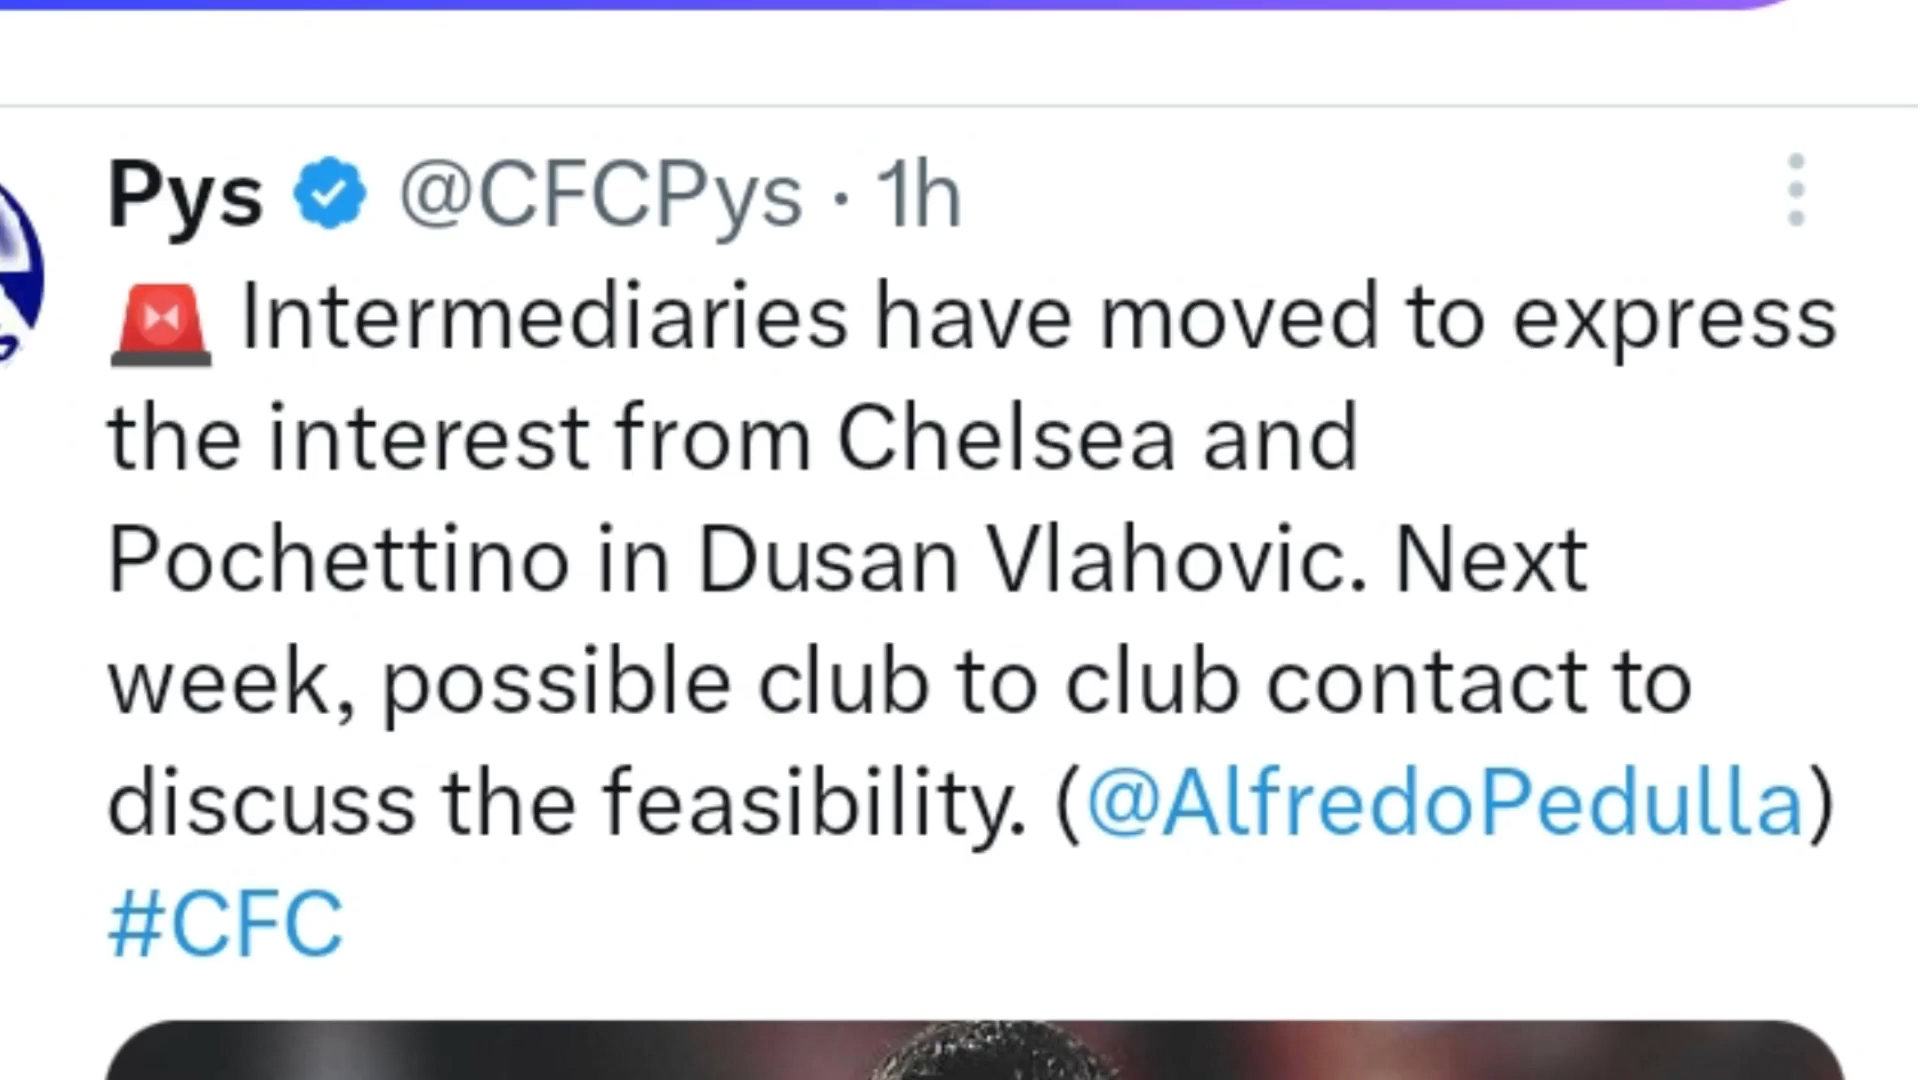 Pys @CFCPys · 1h
🚨 Intermediaries have moved to express
the interest from Chelsea and
Pochettino in Dusan Vlahovic. Next
week, possible club to club contact to
discuss the feasibility. (@AlfredoPedulla)
#CFC